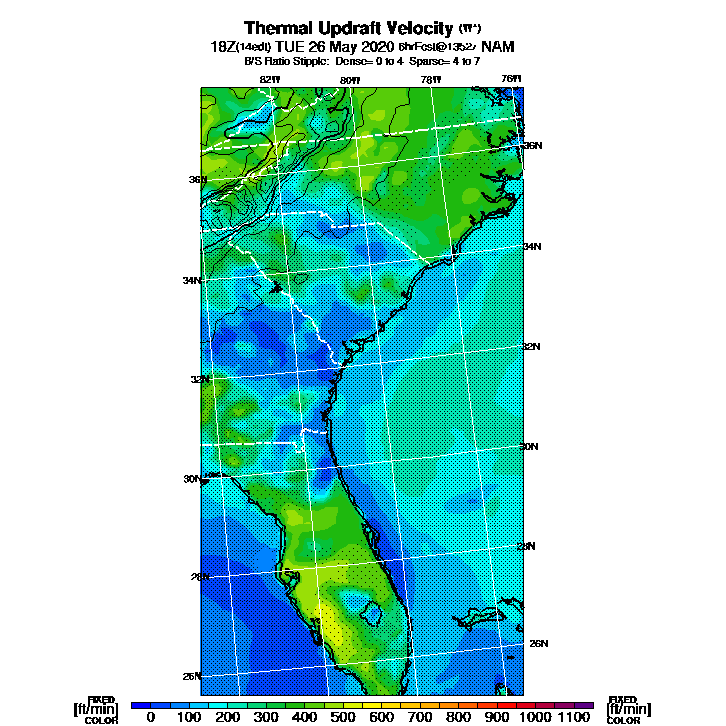 Thermal Updraft Velocity (W*)
18Z(14edt) TUE 26 May 2020 6hrFcst@1352z NAM
B/S Ratio Stipple: Dense= 0 to 4 Sparse= 4 to 7
82W 80W 78W 76W
36N
36N
34N
34N
32N
32N
30N
30N
28N
28N
26N
26N
FIXED
[ft/min]
COLOR
0 100 200 300 400 500 600 700 800 900 1000 1100
FIXED
[ft/min]
COLOR